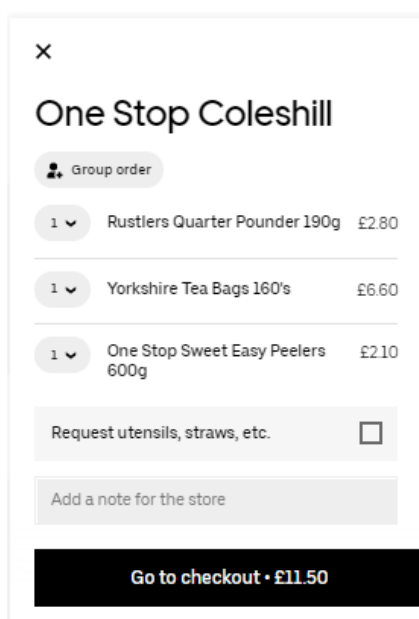 One Stop Coleshill
Group order
1 Rustlers Quarter Pounder 190g £2.80
1 Yorkshire Tea Bags 160's £6.60
1 One Stop Sweet Easy Peelers £2.10
600g
Request utensils, straws, etc.
Add a note for the store
Go to checkout • £11.50